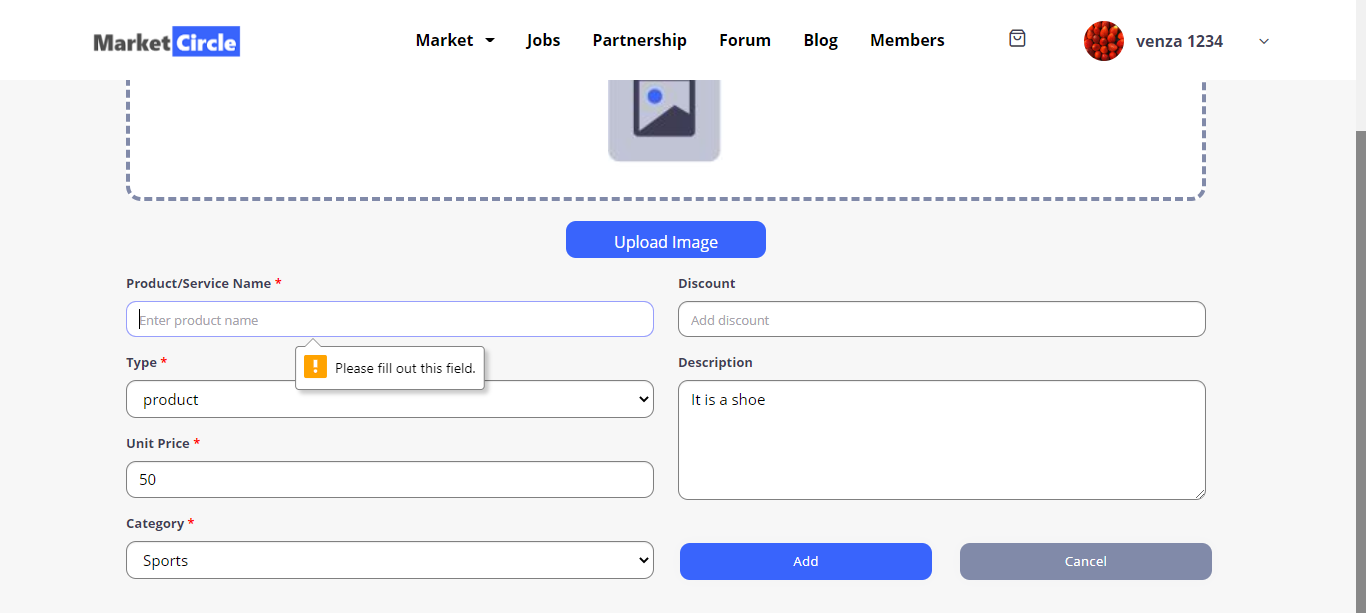 Market Circle
Market Jobs Partnership Forum Blog Members venza 1234
Upload Image
Product/Service Name *
Enter product name
Please fill out this field.
Type *
product
Unit Price *
50
Category *
Sports
Discount
Add discount
Description
It is a shoe
Add Cancel